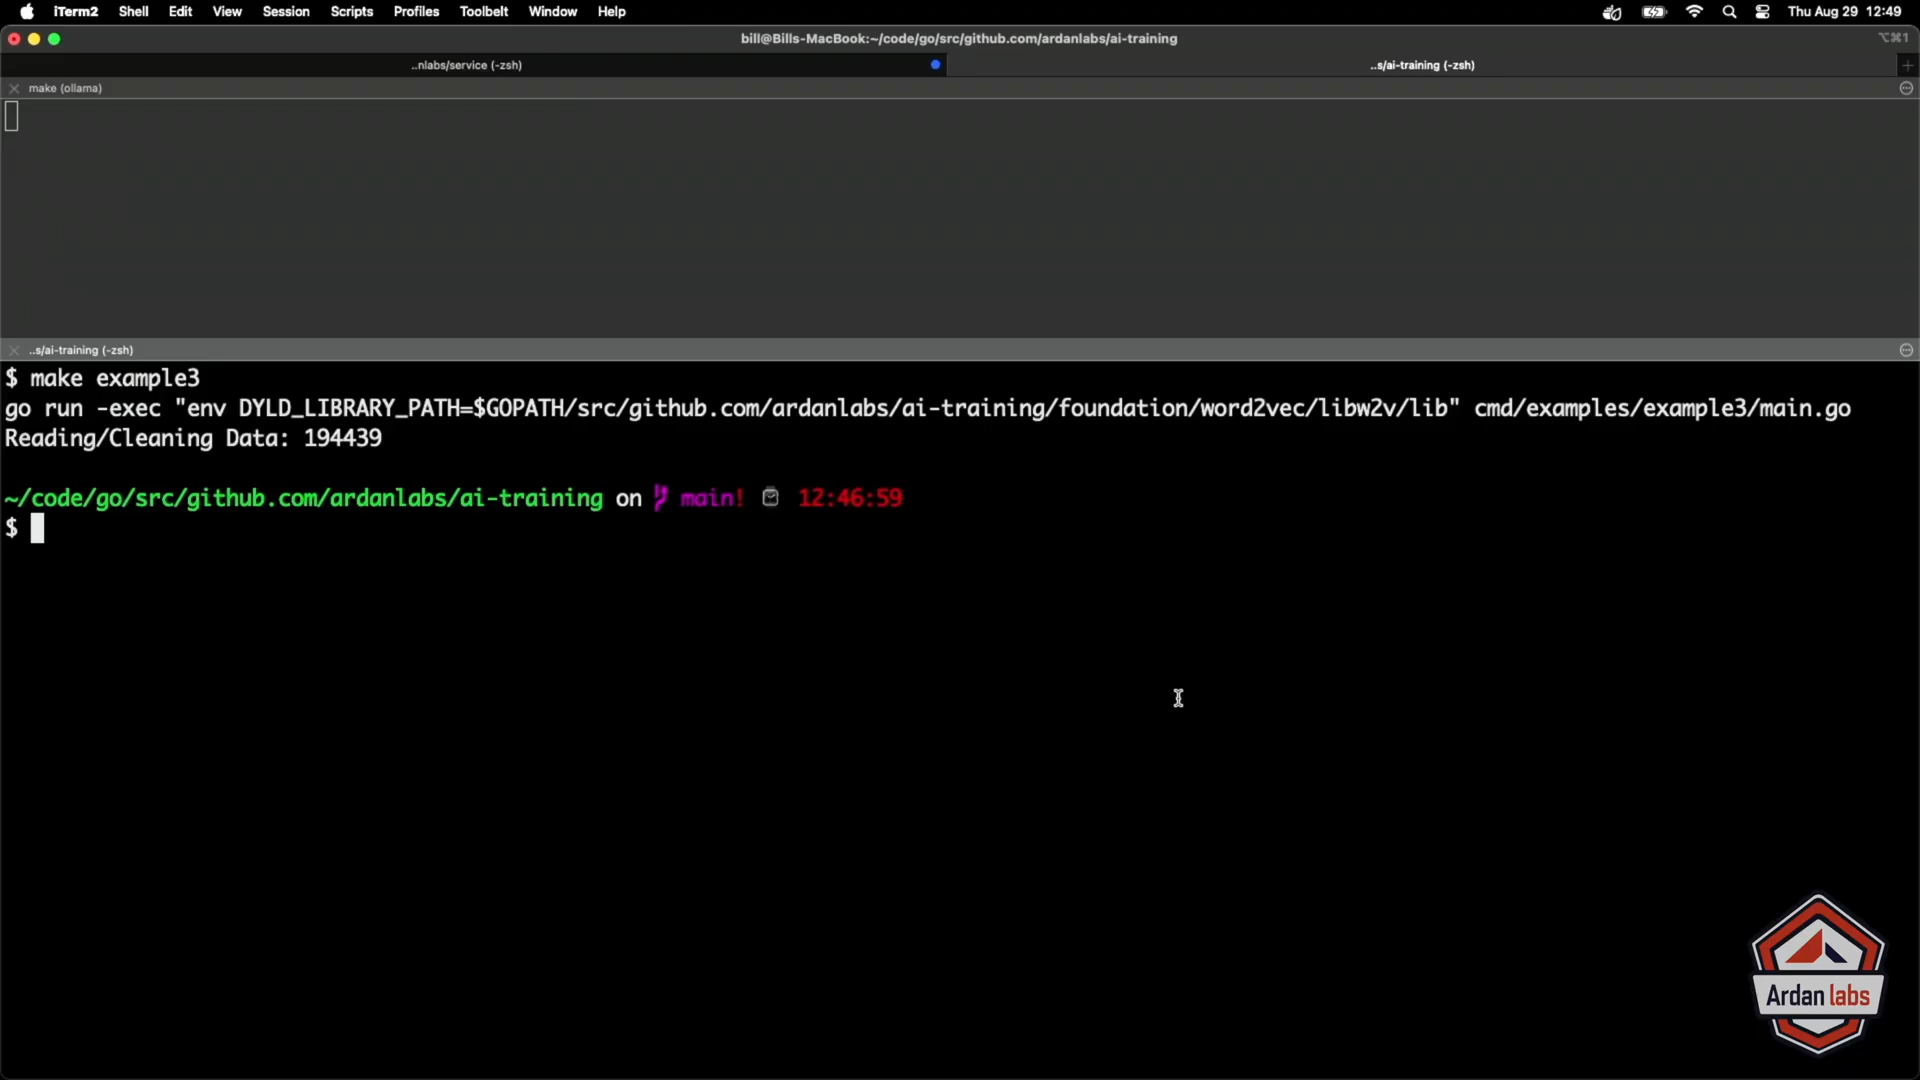 iTerm2 Shell Edit View Session Scripts Profiles Toolbelt Window Help Thu Aug 29 12:49
bill@Bills-MacBook:~/code/go/src/github.com/ardanlabs/ai-training ⌥⌘1
..nlabs/service (-zsh) ..s/ai-training (-zsh)
make (ollama)
..s/ai-training (-zsh)
$ make example3
go run -exec "env DYLD_LIBRARY_PATH=$GOPATH/src/github.com/ardanlabs/ai-training/foundation/word2vec/libw2v/lib" cmd/examples/example3/main.go
Reading/Cleaning Data: 194439
~/code/go/src/github.com/ardanlabs/ai-training on main! 12:46:59
$
Ardan labs